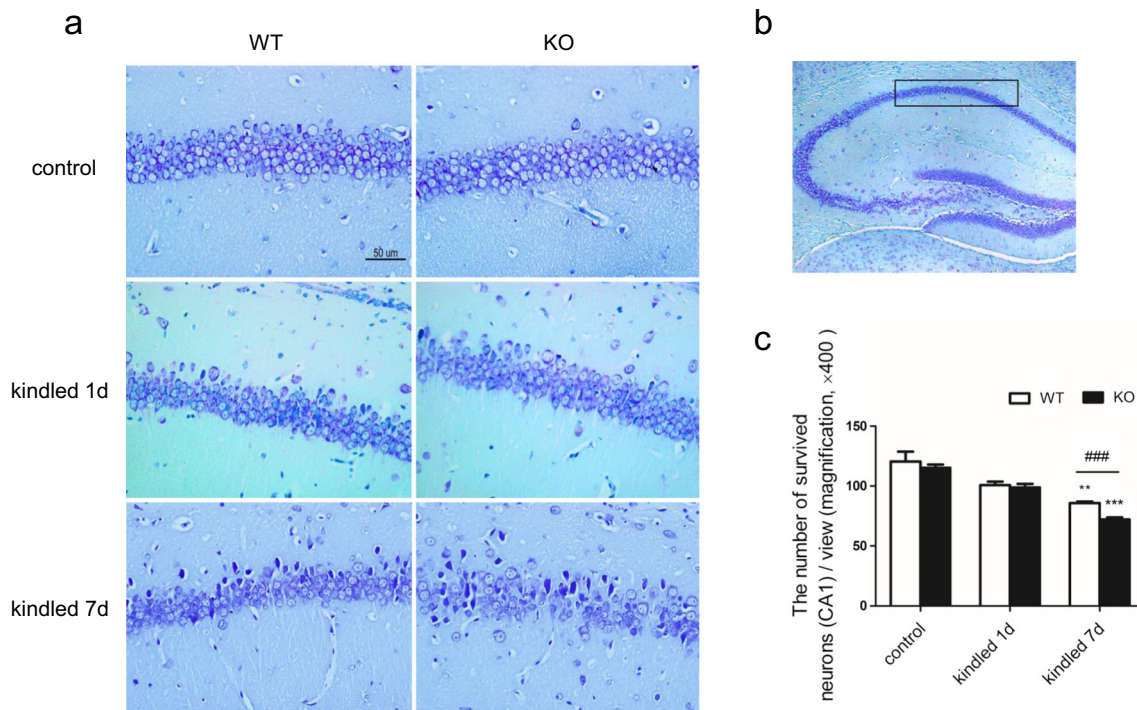 a
WT
KO
control
50 um
kindled 1d
kindled 7d
b
c
WT
KO
The number of survived
neurons (CA1) / view (magnification, ×400 )
150
100
50
0
###
**
***
control
kindled 1d
kindled 7d